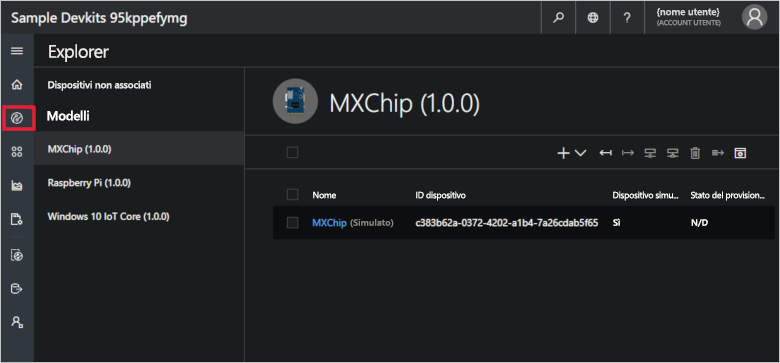 Sample Devkits 95kppefymg
?
{nome utente}
(ACCOUNT UTENTE)
Explorer
Dispositivi non associati
Modelli
MXChip (1.0.0)
Raspberry Pi (1.0.0)
Windows 10 IoT Core (1.0.0)
MXChip (1.0.0)
Nome ID dispositivo Dispositivo simu... Stato del provision...
MXChip (Simulato) c383b62a-0372-4202-a1b4-7a26cdab5f65 Sì N/D